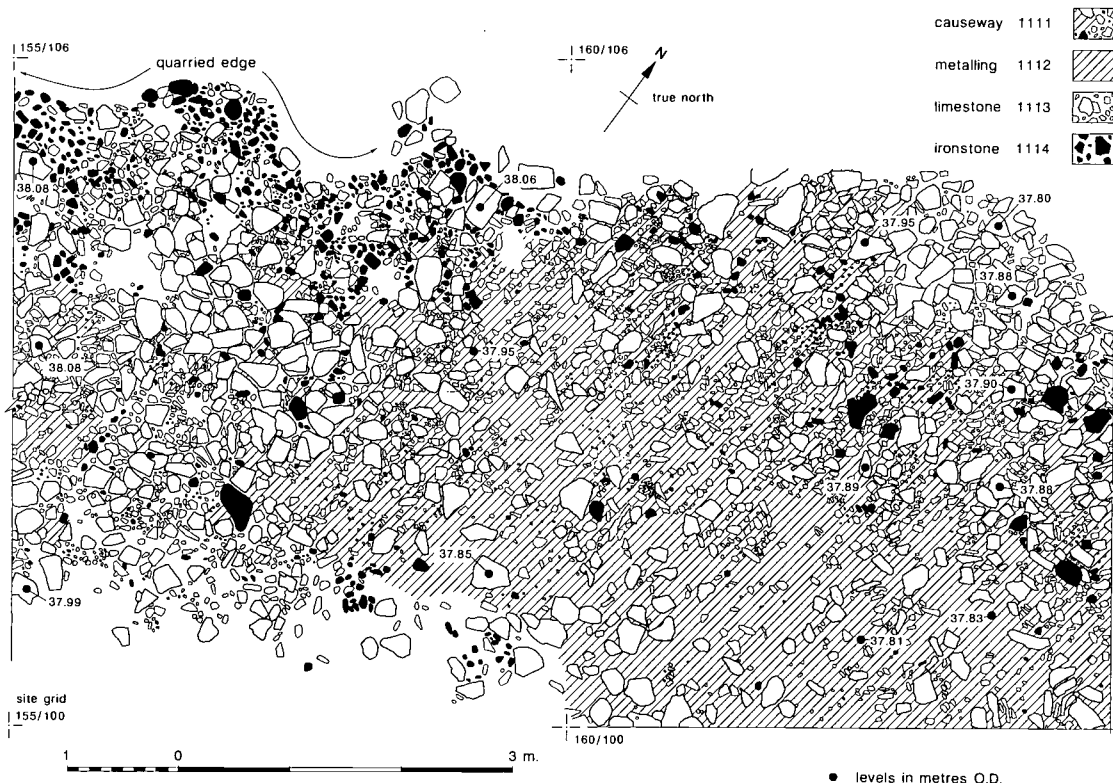 155/106
160/106
quarried edge
N
true north
causeway 1111
metalling 1112
limestone 1113
ironstone 1114
38.08
38.06
37.95
37.80
37.88
38.08
37.95
37.90
37.89
37.88
37.85
37.99
37.83
37.81
site grid
155/100
160/100
1 0 3 m.
levels in metres O.D.